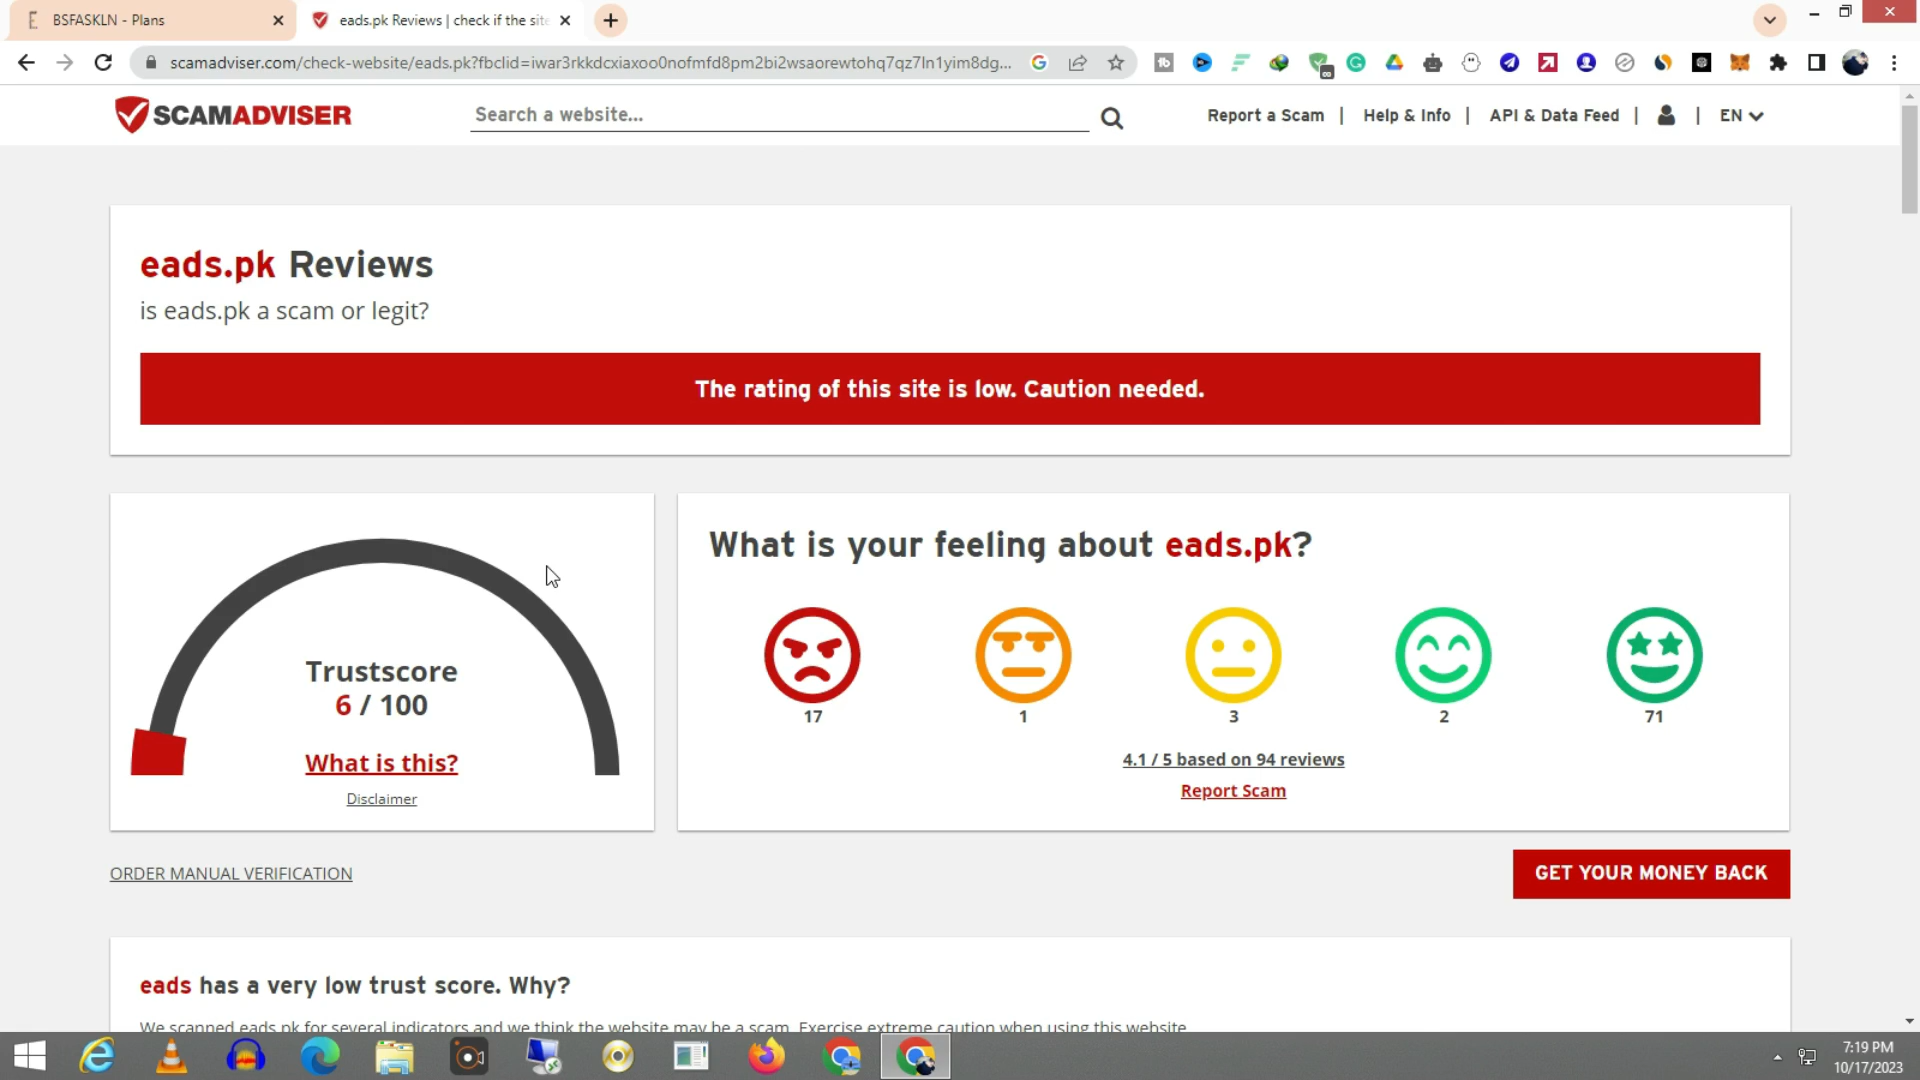 BSFASKLN - Plans
eads.pk Reviews | check if the site
scamadviser.com/check-website/eads.pk?fbclid=iwar3rkkdcxiaxoo0nofmfd8pm2bi2wsaorewtohq7qz7ln1yim8dg...
SCAMADVISER
Search a website...
Report a Scam | Help & Info | API & Data Feed | | EN
eads.pk Reviews
is eads.pk a scam or legit?
The rating of this site is low. Caution needed.
What is your feeling about eads.pk?
Trustscore
6 / 100
What is this?
Disclaimer
17 1 3 2 71
4.1 / 5 based on 94 reviews
Report Scam
ORDER MANUAL VERIFICATION
GET YOUR MONEY BACK
eads has a very low trust score. Why?
We scanned eads.pk for several indicators and we think the website may be a scam. Exercise extreme caution when using this website
7:19 PM
10/17/2023